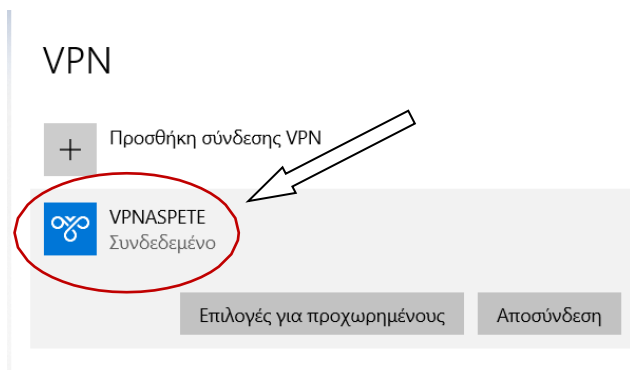 VPN
Προσθήκη σύνδεσης VPN
VPNASPETE
Συνδεδεμένο
Επιλογές για προχωρημένους
Αποσύνδεση